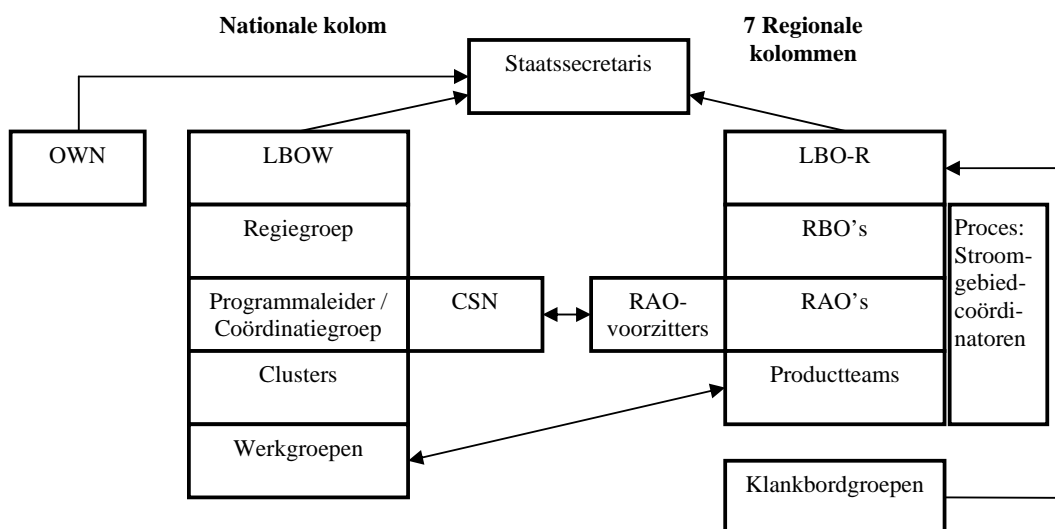 Nationale kolom
7 Regionale
kolommen
Staatssecretaris
OWN
LBOW
LBO-R
Regiegroep
RBO’s
Proces:
Stroom-
gebied-
coördi-
natoren
Programmaleider /
Coördinatiegroep
CSN
RAO-
voorzitters
RAO’s
Clusters
Productteams
Werkgroepen
Klankbordgroepen